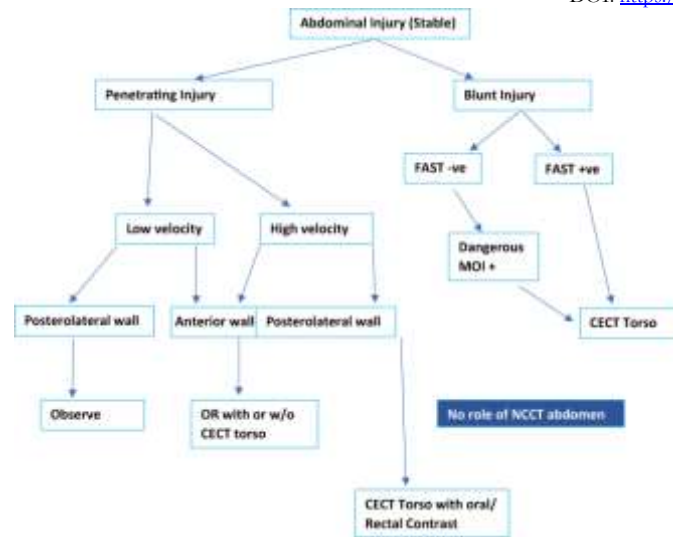 DOI: https:/
Abdominal Injury (Stable)
Penetrating Injury
Blunt Injury
FAST -ve
FAST +ve
Low velocity
High velocity
Dangerous
MOI +
Posterolateral wall
Anterior wall
Posterolateral wall
CECT Torso
Observe
OR with or w/o
CECT torso
No role of NCCT abdomen
CECT Torso with oral/
Rectal Contrast